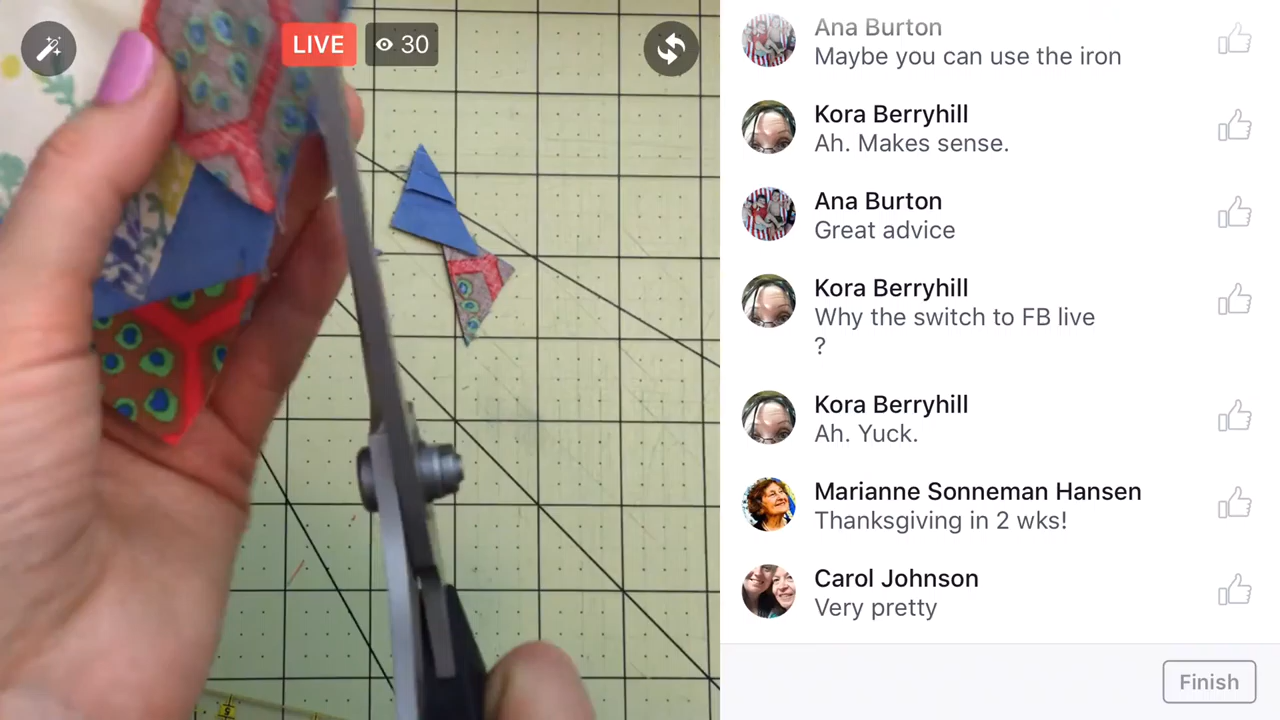 LIVE 30
Ana Burton
Maybe you can use the iron
Kora Berryhill
Ah. Makes sense.
Ana Burton
Great advice
Kora Berryhill
Why the switch to FB live
?
Kora Berryhill
Ah. Yuck.
Marianne Sonneman Hansen
Thanksgiving in 2 wks!
Carol Johnson
Very pretty
Finish
5